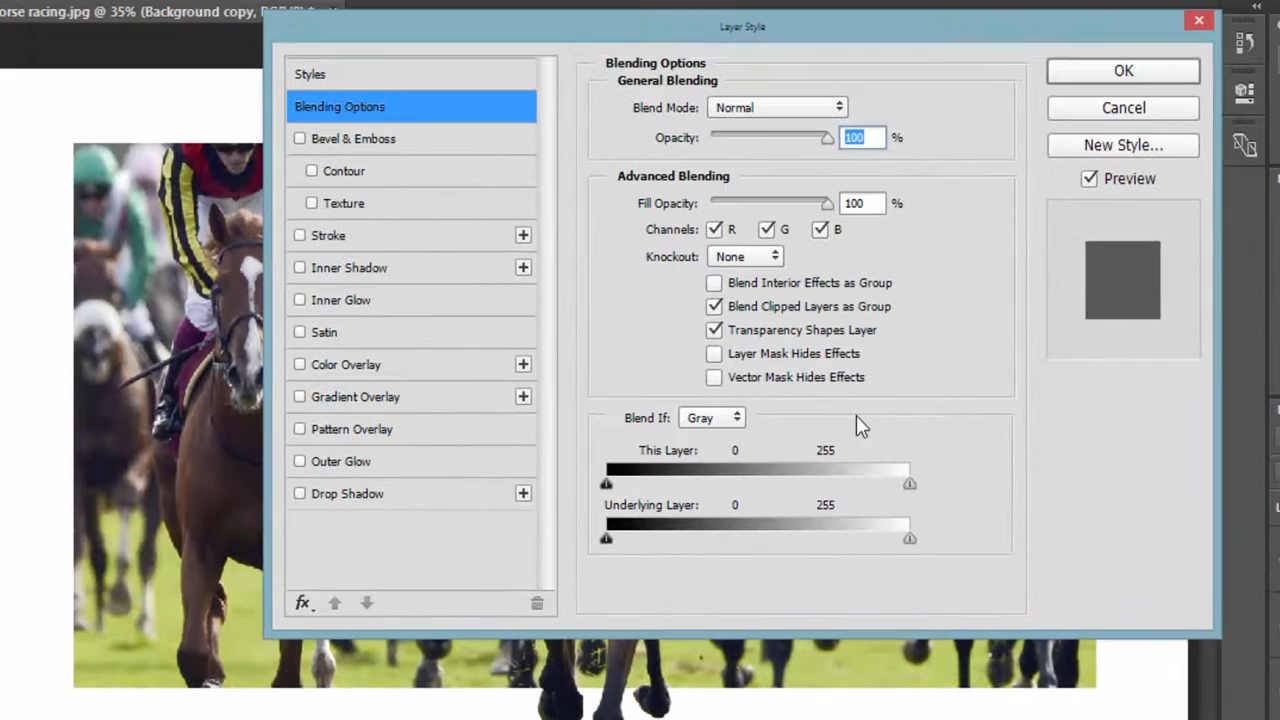 orse racing.jpg @ 35% (Background copy, RGB/8) *
Layer Style
Styles
Blending Options
Bevel & Emboss
Contour
Texture
Stroke
Inner Shadow
Inner Glow
Satin
Color Overlay
Gradient Overlay
Pattern Overlay
Outer Glow
Drop Shadow
fx
Blending Options
General Blending
Blend Mode: Normal
Opacity: 100 %
Advanced Blending
Fill Opacity: 100 %
Channels: R G B
Knockout: None
Blend Interior Effects as Group
Blend Clipped Layers as Group
Transparency Shapes Layer
Layer Mask Hides Effects
Vector Mask Hides Effects
Blend If: Gray
This Layer: 0 255
Underlying Layer: 0 255
OK
Cancel
New Style...
Preview